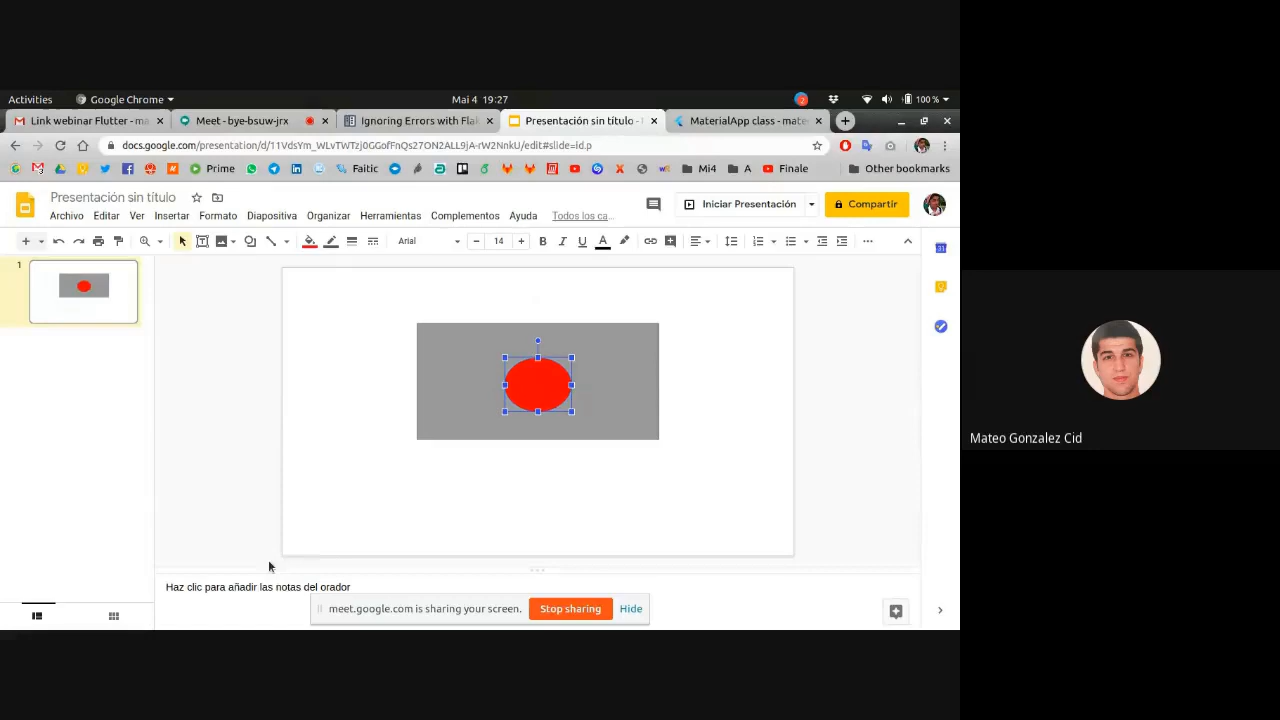 Activities Google Chrome Mai 4 19:27 2 100 %
Link webinar Flutter - ma Meet - bye-bsuw-jrx Ignoring Errors with Flak Presentación sin título - MaterialApp class - mate
docs.google.com/presentation/d/11VdsYm_WLvTWTzj0GGofFnQs27ON2ALL9jA-rW2NnkU/edit#slide=id.p
Prime Faitic Mi4 A Finale Other bookmarks
Presentación sin título
Iniciar Presentación Compartir
Archivo Editar Ver Insertar Formato Diapositiva Organizar Herramientas Complementos Ayuda Todos los ca...
Arial 14 B I U A
1
Haz clic para añadir las notas del orador
meet.google.com is sharing your screen. Stop sharing Hide
Mateo Gonzalez Cid